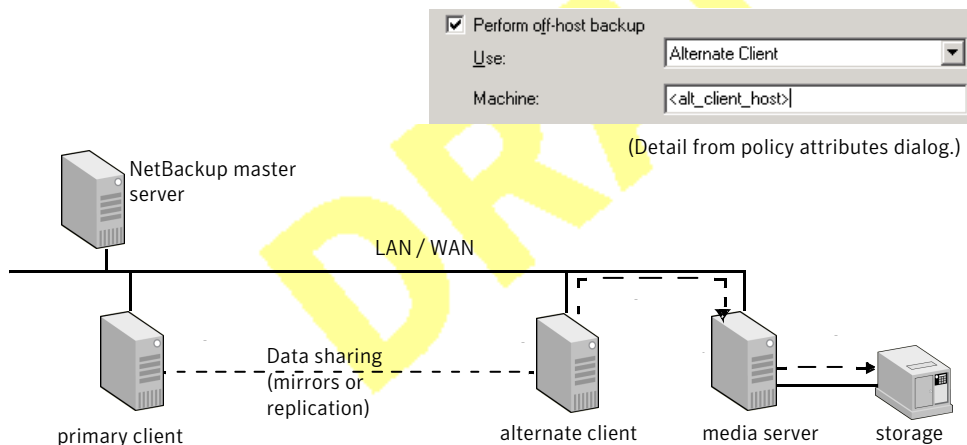 Perform off-host backup
Use:
Alternate Client
Machine:
<alt_client_host>
(Detail from policy attributes dialog.)
NetBackup master
server
LAN / WAN
Data sharing
(mirrors or
replication)
primary client
alternate client
media server
storage
DRA